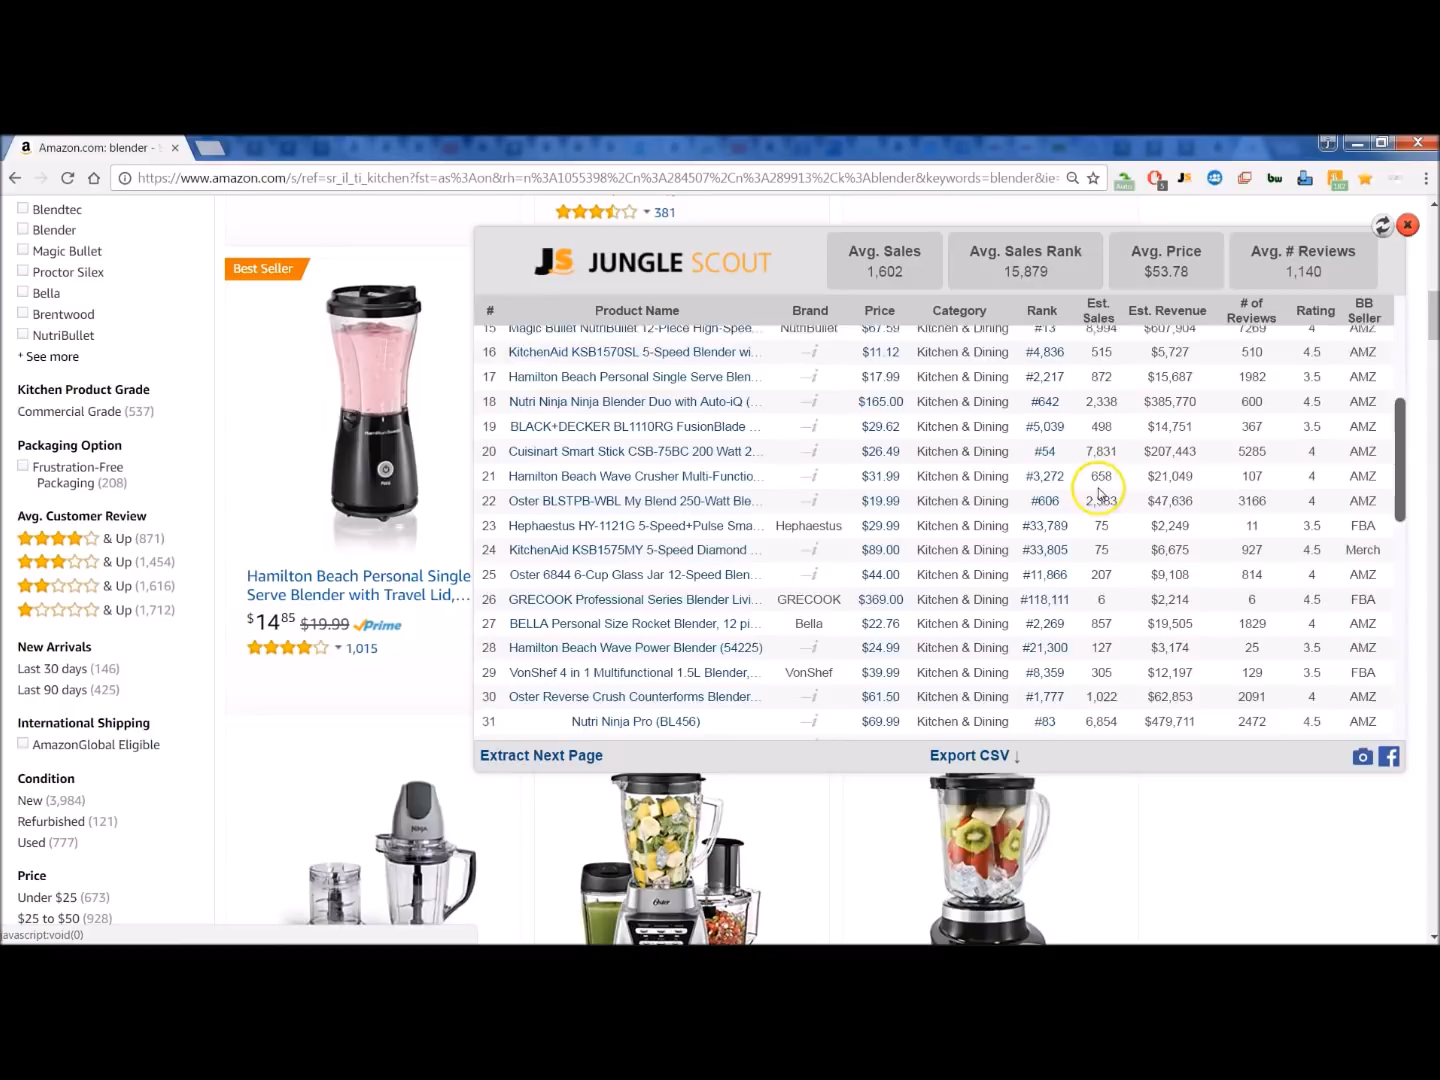 Amazon.com: blender -
https://www.amazon.com/s/ref=sr_il_ti_kitchen?fst=as%3Aon&rh=n%3A1055398%2Cn%3A284507%2Cn%3A289913%2Ck%3Ablender&keywords=blender&ie=
Blendtec
Blender
Magic Bullet
Proctor Silex
Bella
Brentwood
NutriBullet
+ See more
Kitchen Product Grade
Commercial Grade (537)
Packaging Option
Frustration-Free
Packaging (208)
Avg. Customer Review
& Up (871)
& Up (1,454)
& Up (1,616)
& Up (1,712)
New Arrivals
Last 30 days (146)
Last 90 days (425)
International Shipping
AmazonGlobal Eligible
Condition
New (3,984)
Refurbished (121)
Used (777)
Price
Under $25 (673)
$25 to $50 (928)
javascript:void(0)
381
Best Seller
Hamilton Beach Personal Single
Serve Blender with Travel Lid,...
$14 85 $19.99 Prime
1,015
JS JUNGLE SCOUT
Avg. Sales
1,602
Avg. Sales Rank
15,879
Avg. Price
$53.78
Avg. # Reviews
1,140
# Product Name Brand Price Category Rank Est. Sales Est. Revenue # of Reviews Rating BB Seller
15 Magic Bullet NutriBullet 12-Piece High-Spee... NutriBullet $67.59 Kitchen & Dining #13 8,994 $607,904 7269 4 AMZ
16 KitchenAid KSB1570SL 5-Speed Blender wi... $11.12 Kitchen & Dining #4,836 515 $5,727 510 4.5 AMZ
17 Hamilton Beach Personal Single Serve Blen... $17.99 Kitchen & Dining #2,217 872 $15,687 1982 3.5 AMZ
18 Nutri Ninja Ninja Blender Duo with Auto-iQ (... $165.00 Kitchen & Dining #642 2,338 $385,770 600 4.5 AMZ
19 BLACK+DECKER BL1110RG FusionBlade ... $29.62 Kitchen & Dining #5,039 498 $14,751 367 3.5 AMZ
20 Cuisinart Smart Stick CSB-75BC 200 Watt 2... $26.49 Kitchen & Dining #54 7,831 $207,443 5285 4 AMZ
21 Hamilton Beach Wave Crusher Multi-Functio... $31.99 Kitchen & Dining #3,272 658 $21,049 107 4 AMZ
22 Oster BLSTPB-WBL My Blend 250-Watt Ble... $19.99 Kitchen & Dining #606 2,383 $47,636 3166 4 AMZ
23 Hephaestus HY-1121G 5-Speed+Pulse Sma... Hephaestus $29.99 Kitchen & Dining #33,789 75 $2,249 11 3.5 FBA
24 KitchenAid KSB1575MY 5-Speed Diamond ... $89.00 Kitchen & Dining #33,805 75 $6,675 927 4.5 Merch
25 Oster 6844 6-Cup Glass Jar 12-Speed Blen... $44.00 Kitchen & Dining #11,866 207 $9,108 814 4 AMZ
26 GRECOOK Professional Series Blender Livi... GRECOOK $369.00 Kitchen & Dining #118,111 6 $2,214 6 4.5 FBA
27 BELLA Personal Size Rocket Blender, 12 pi... Bella $22.76 Kitchen & Dining #2,269 857 $19,505 1829 4 AMZ
28 Hamilton Beach Wave Power Blender (54225) $24.99 Kitchen & Dining #21,300 127 $3,174 25 3.5 AMZ
29 VonShef 4 in 1 Multifunctional 1.5L Blender,... VonShef $39.99 Kitchen & Dining #8,359 305 $12,197 129 3.5 FBA
30 Oster Reverse Crush Counterforms Blender... $61.50 Kitchen & Dining #1,777 1,022 $62,853 2091 4 AMZ
31 Nutri Ninja Pro (BL456) $69.99 Kitchen & Dining #83 6,854 $479,711 2472 4.5 AMZ
Extract Next Page
Export CSV ↓